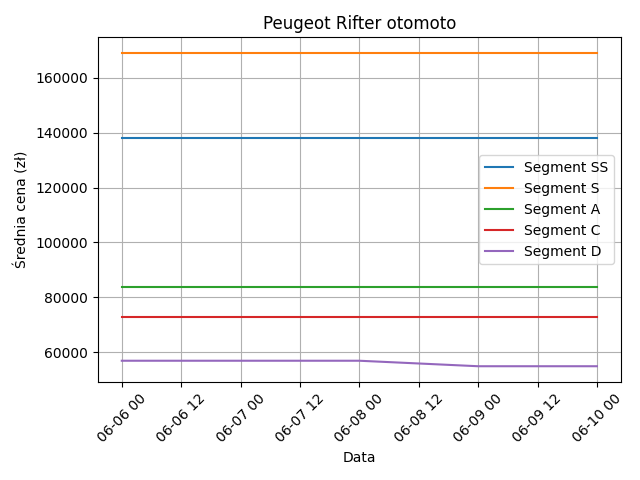 Peugeot Rifter otomoto
160000
140000
120000
100000
80000
60000
Średnia cena (zł)
Segment SS
Segment S
Segment A
Segment C
Segment D
06-06 00
06-06 12
06-07 00
06-07 12
06-08 00
06-08 12
06-09 00
06-09 12
06-10 00
Data